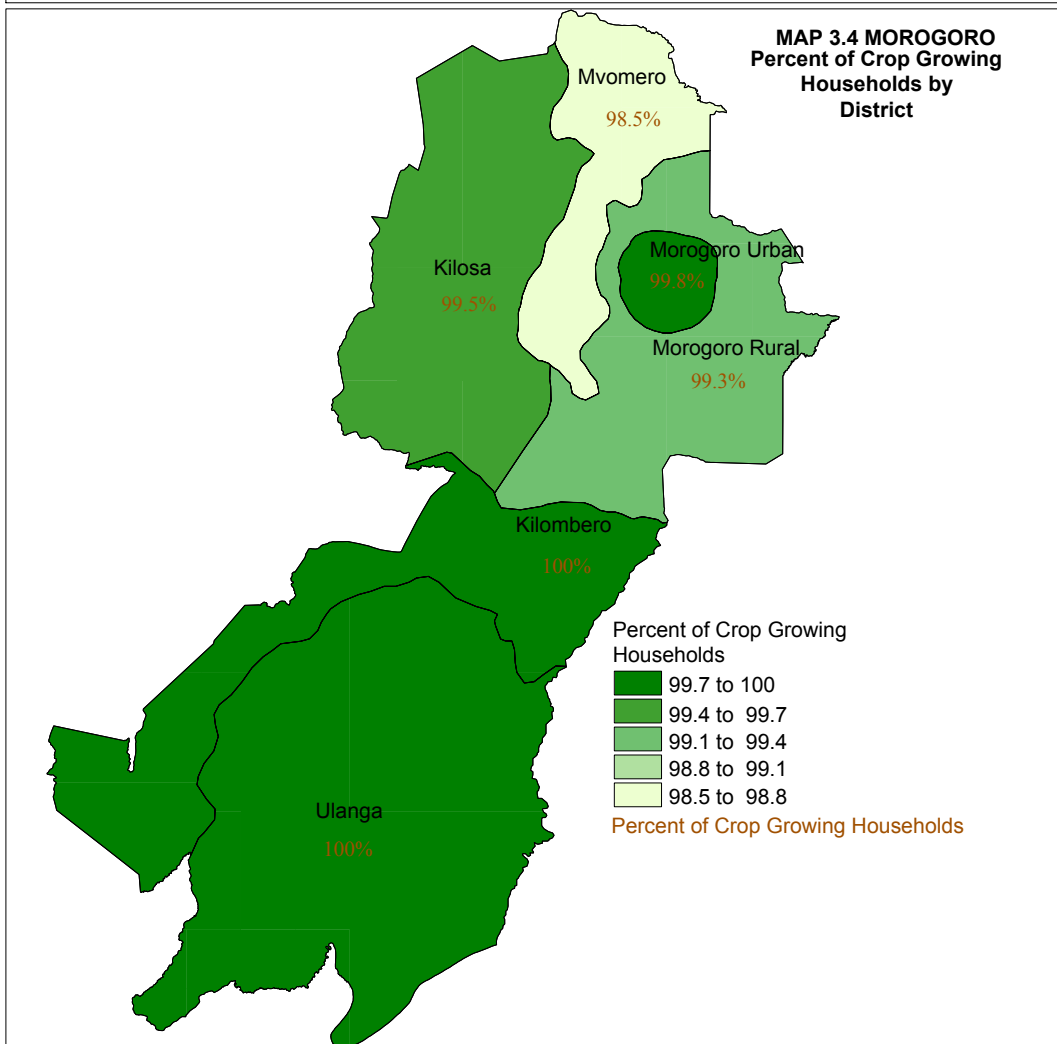 MAP 3.4 MOROGORO
Percent of Crop Growing
Households by
District
Mvomero
98.5%
Morogoro Urban
99.8%
Kilosa
99.5%
Morogoro Rural
99.3%
Kilombero
100%
Ulanga
100%
Percent of Crop Growing
Households
99.7 to 100
99.4 to 99.7
99.1 to 99.4
98.8 to 99.1
98.5 to 98.8
Percent of Crop Growing Households